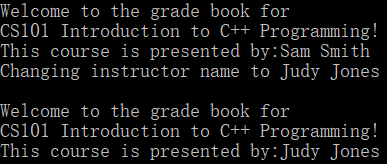 Welcome to the grade book for
CS101 Introduction to C++ Programming!
This course is presented by:Sam Smith
Changing instructor name to Judy Jones

Welcome to the grade book for
CS101 Introduction to C++ Programming!
This course is presented by:Judy Jones